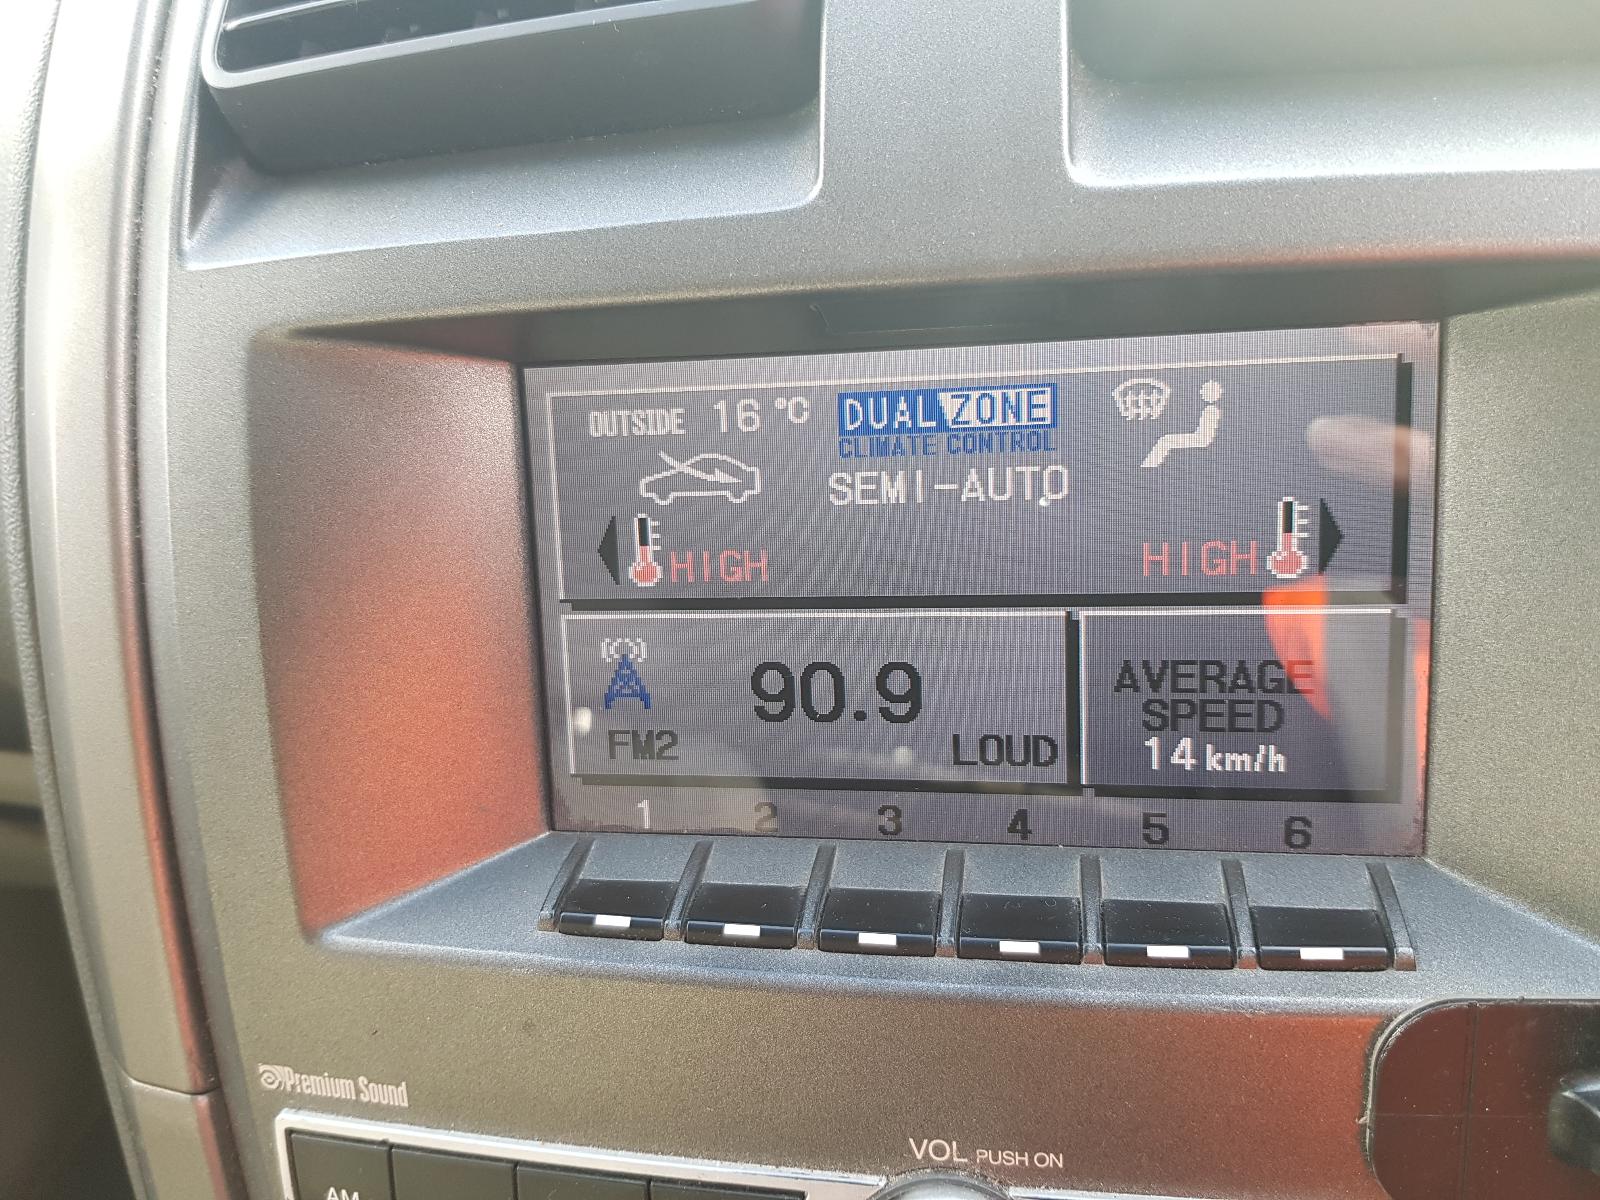 OUTSIDE 16 °C
DUAL ZONE
CLIMATE CONTROL
SEMI-AUTO
HIGH
HIGH
90.9
FM2
LOUD
AVERAGE
SPEED
14 km/h
1 2 3 4 5 6
Premium Sound
VOL PUSH ON
AM